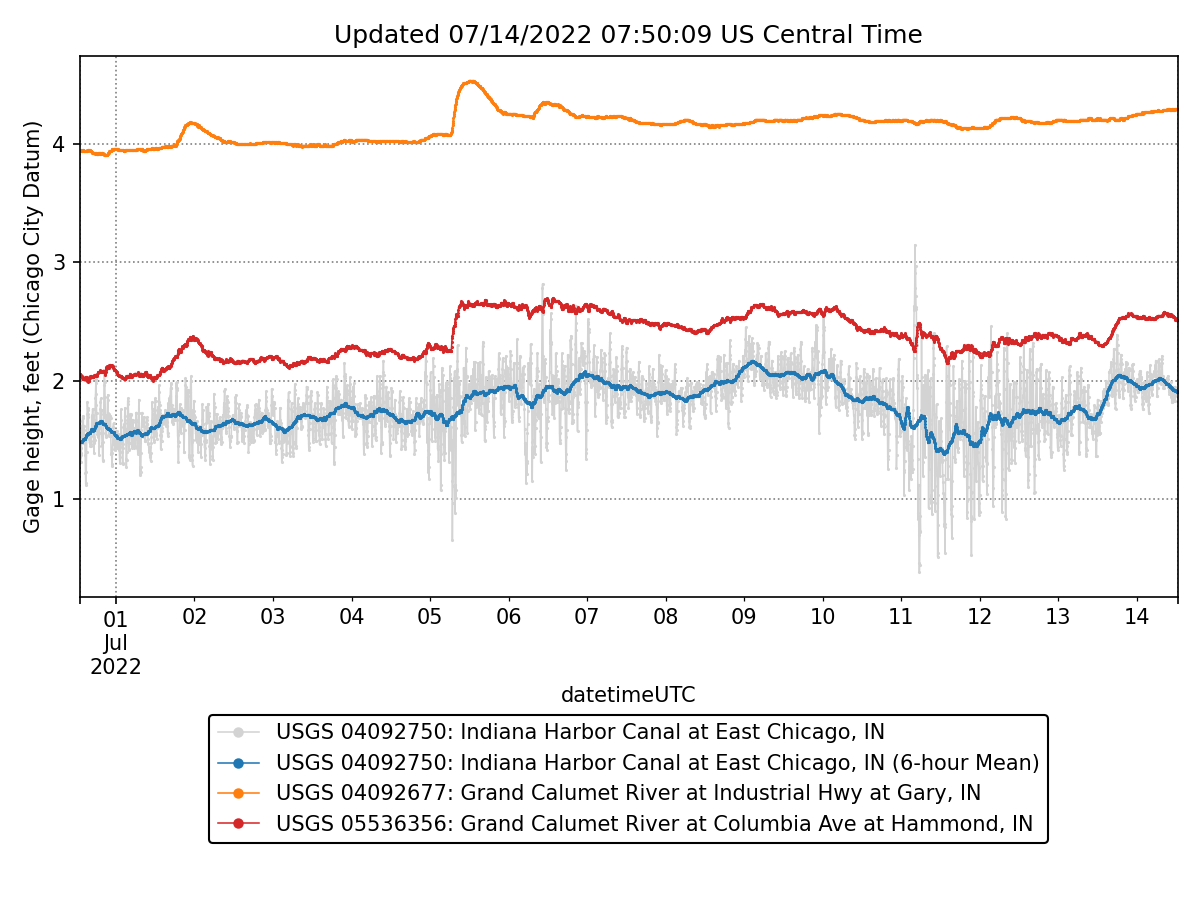 Updated 07/14/2022 07:50:09 US Central Time
Gage height, feet (Chicago City Datum)
4
3
2
1
01 02 03 04 05 06 07 08 09 10 11 12 13 14
Jul
2022
datetimeUTC
USGS 04092750: Indiana Harbor Canal at East Chicago, IN
USGS 04092750: Indiana Harbor Canal at East Chicago, IN (6-hour Mean)
USGS 04092677: Grand Calumet River at Industrial Hwy at Gary, IN
USGS 05536356: Grand Calumet River at Columbia Ave at Hammond, IN